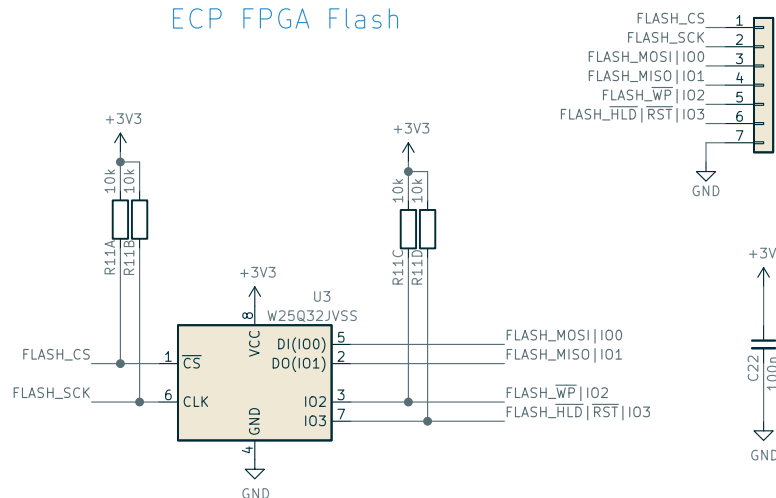 ECP FPGA Flash
FLASH_CS 1
FLASH_SCK 2
FLASH_MOSI|IO0 3
FLASH_MISO|IO1 4
FLASH_WP|IO2 5
FLASH_HLD|RST|IO3 6
7
GND
+3V3
10k
10k
R11A
R11B
+3V3
10k
10k
R11C
R11D
+3V3
U3
W25Q32JVSS
8
VCC
FLASH_CS 1 CS
FLASH_SCK 6 CLK
DI(IO0) 5 FLASH_MOSI|IO0
DO(IO1) 2 FLASH_MISO|IO1
IO2 3 FLASH_WP|IO2
IO3 7 FLASH_HLD|RST|IO3
GND
4
GND
+3V
C22
100n
GND